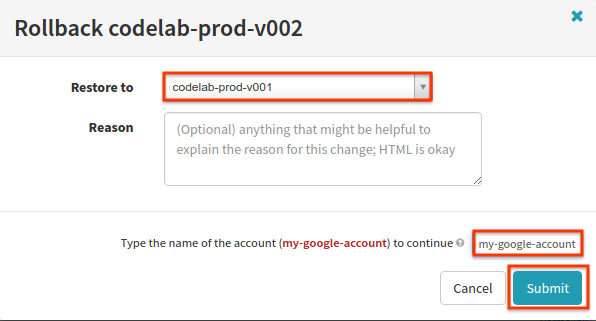 Rollback codelab-prod-v002
Restore to
codelab-prod-v001
Reason
(Optional) anything that might be helpful to
explain the reason for this change; HTML is okay
Type the name of the account (my-google-account) to continue
my-google-account
Cancel
Submit